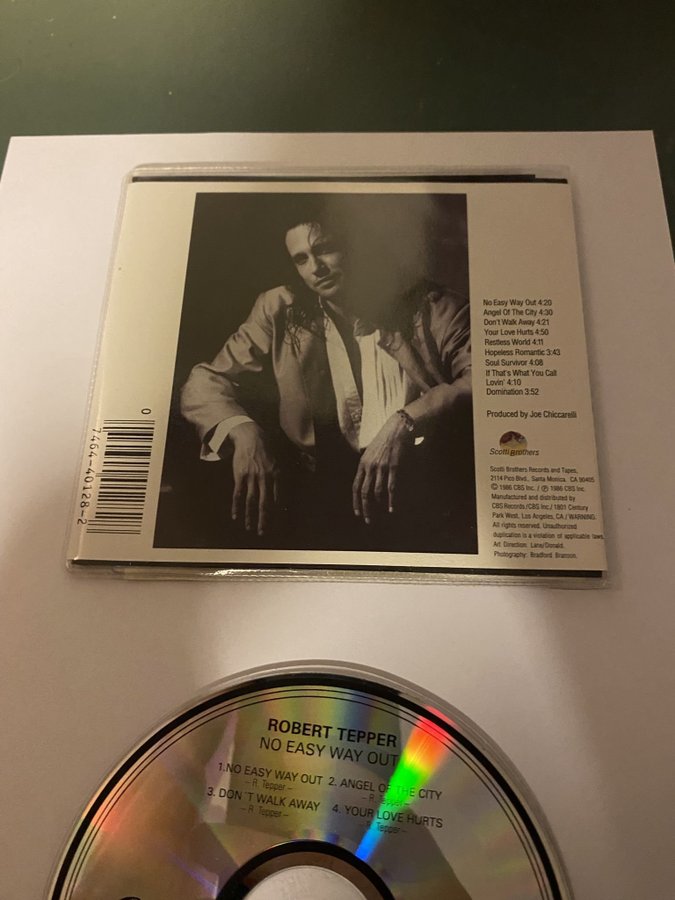 No Easy Way Out 4:20
Angel Of The City 4:30
Don't Walk Away 4:21
Your Love Hurts 4:50
Restless World 4:11
Hopeless Romantic 3:43
Soul Survivor 4:08
If That's What You Call
Lovin' 4:10
Domination 3:52
Produced by Joe Chiccarelli
Scotti Brothers
Scotti Brothers Records and Tapes,
2114 Pico Blvd., Santa Monica. CA 90405
© 1986 CBS Inc. / ℗ 1986 CBS Inc.
Manufactured and distributed by
CBS Records/CBS Inc./ 1801 Century
Park West, Los Angeles, CA / WARNING.
All rights reserved. Unauthorized
duplication is a violation of applicable laws.
Art Direction. Lane/Donald.
Photography: Bradford Branson.
0
7464-40128-2
ROBERT TEPPER
NO EASY WAY OUT
1.NO EASY WAY OUT 2. ANGEL OF THE CITY
– R. Tepper – – R. Tepper –
3. DON´T WALK AWAY 4. YOUR LOVE HURTS
– R. Tepper – – R. Tepper –